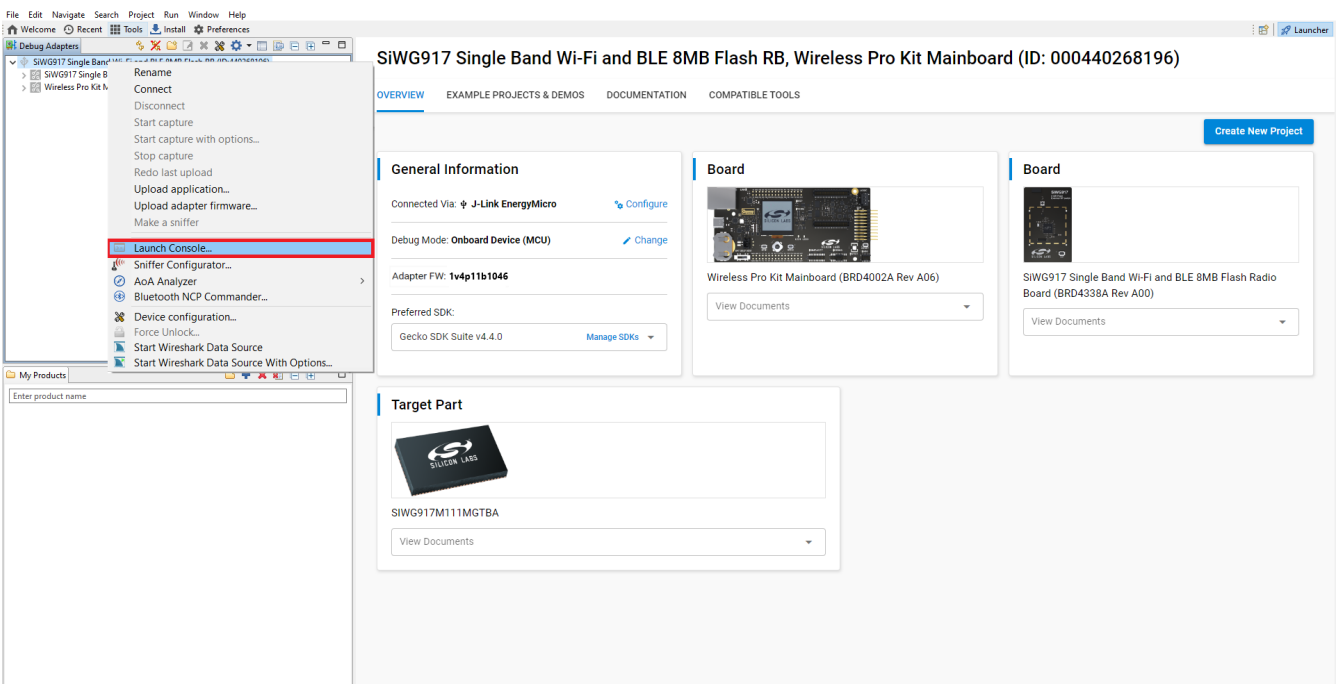 File Edit Navigate Search Project Run Window Help
Welcome Recent Tools Install Preferences
Launcher
Debug Adapters
SiWG917 Single Band Wi-Fi and BLE 8MB Flash RB (ID:440268196)
SiWG917 Single B
Wireless Pro Kit M
Rename
Connect
Disconnect
Start capture
Start capture with options...
Stop capture
Redo last upload
Upload application...
Upload adapter firmware...
Make a sniffer
Launch Console...
Sniffer Configurator...
AoA Analyzer
Bluetooth NCP Commander...
Device configuration...
Force Unlock...
Start Wireshark Data Source
Start Wireshark Data Source With Options...
My Products
Enter product name
SiWG917 Single Band Wi-Fi and BLE 8MB Flash RB, Wireless Pro Kit Mainboard (ID: 000440268196)
OVERVIEW EXAMPLE PROJECTS & DEMOS DOCUMENTATION COMPATIBLE TOOLS
Create New Project
General Information
Connected Via: J-Link EnergyMicro Configure
Debug Mode: Onboard Device (MCU) Change
Adapter FW: 1v4p11b1046
Preferred SDK:
Gecko SDK Suite v4.4.0 Manage SDKs
Board
SILICON LABS
Wireless Pro Kit Mainboard (BRD4002A Rev A06)
View Documents
Board
SiWG917
SiWG917 Single Band Wi-Fi and BLE 8MB Flash Radio
Board (BRD4338A Rev A00)
View Documents
Target Part
SILICON LABS
SIWG917M111MGTBA
View Documents